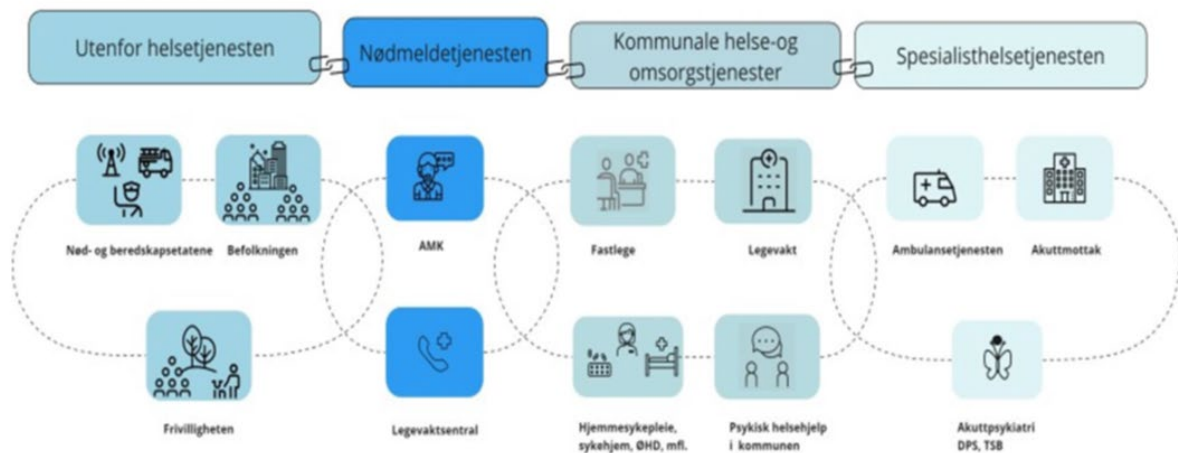 Utenfor helsetjenesten
Nødmeldetjenesten
Kommunale helse-og
omsorgstjenester
Spesialisthelsetjenesten
Nød- og beredskapsetatene
Befolkningen
AMK
Fastlege
Legevakt
Ambulansetjenesten
Akuttmottak
Frivilligheten
Legevaktsentral
Hjemmesykepleie,
sykehjem, ØHD, mfl.
Psykisk helsehjelp
i kommunen
Akuttpsykiatri
DPS, TSB